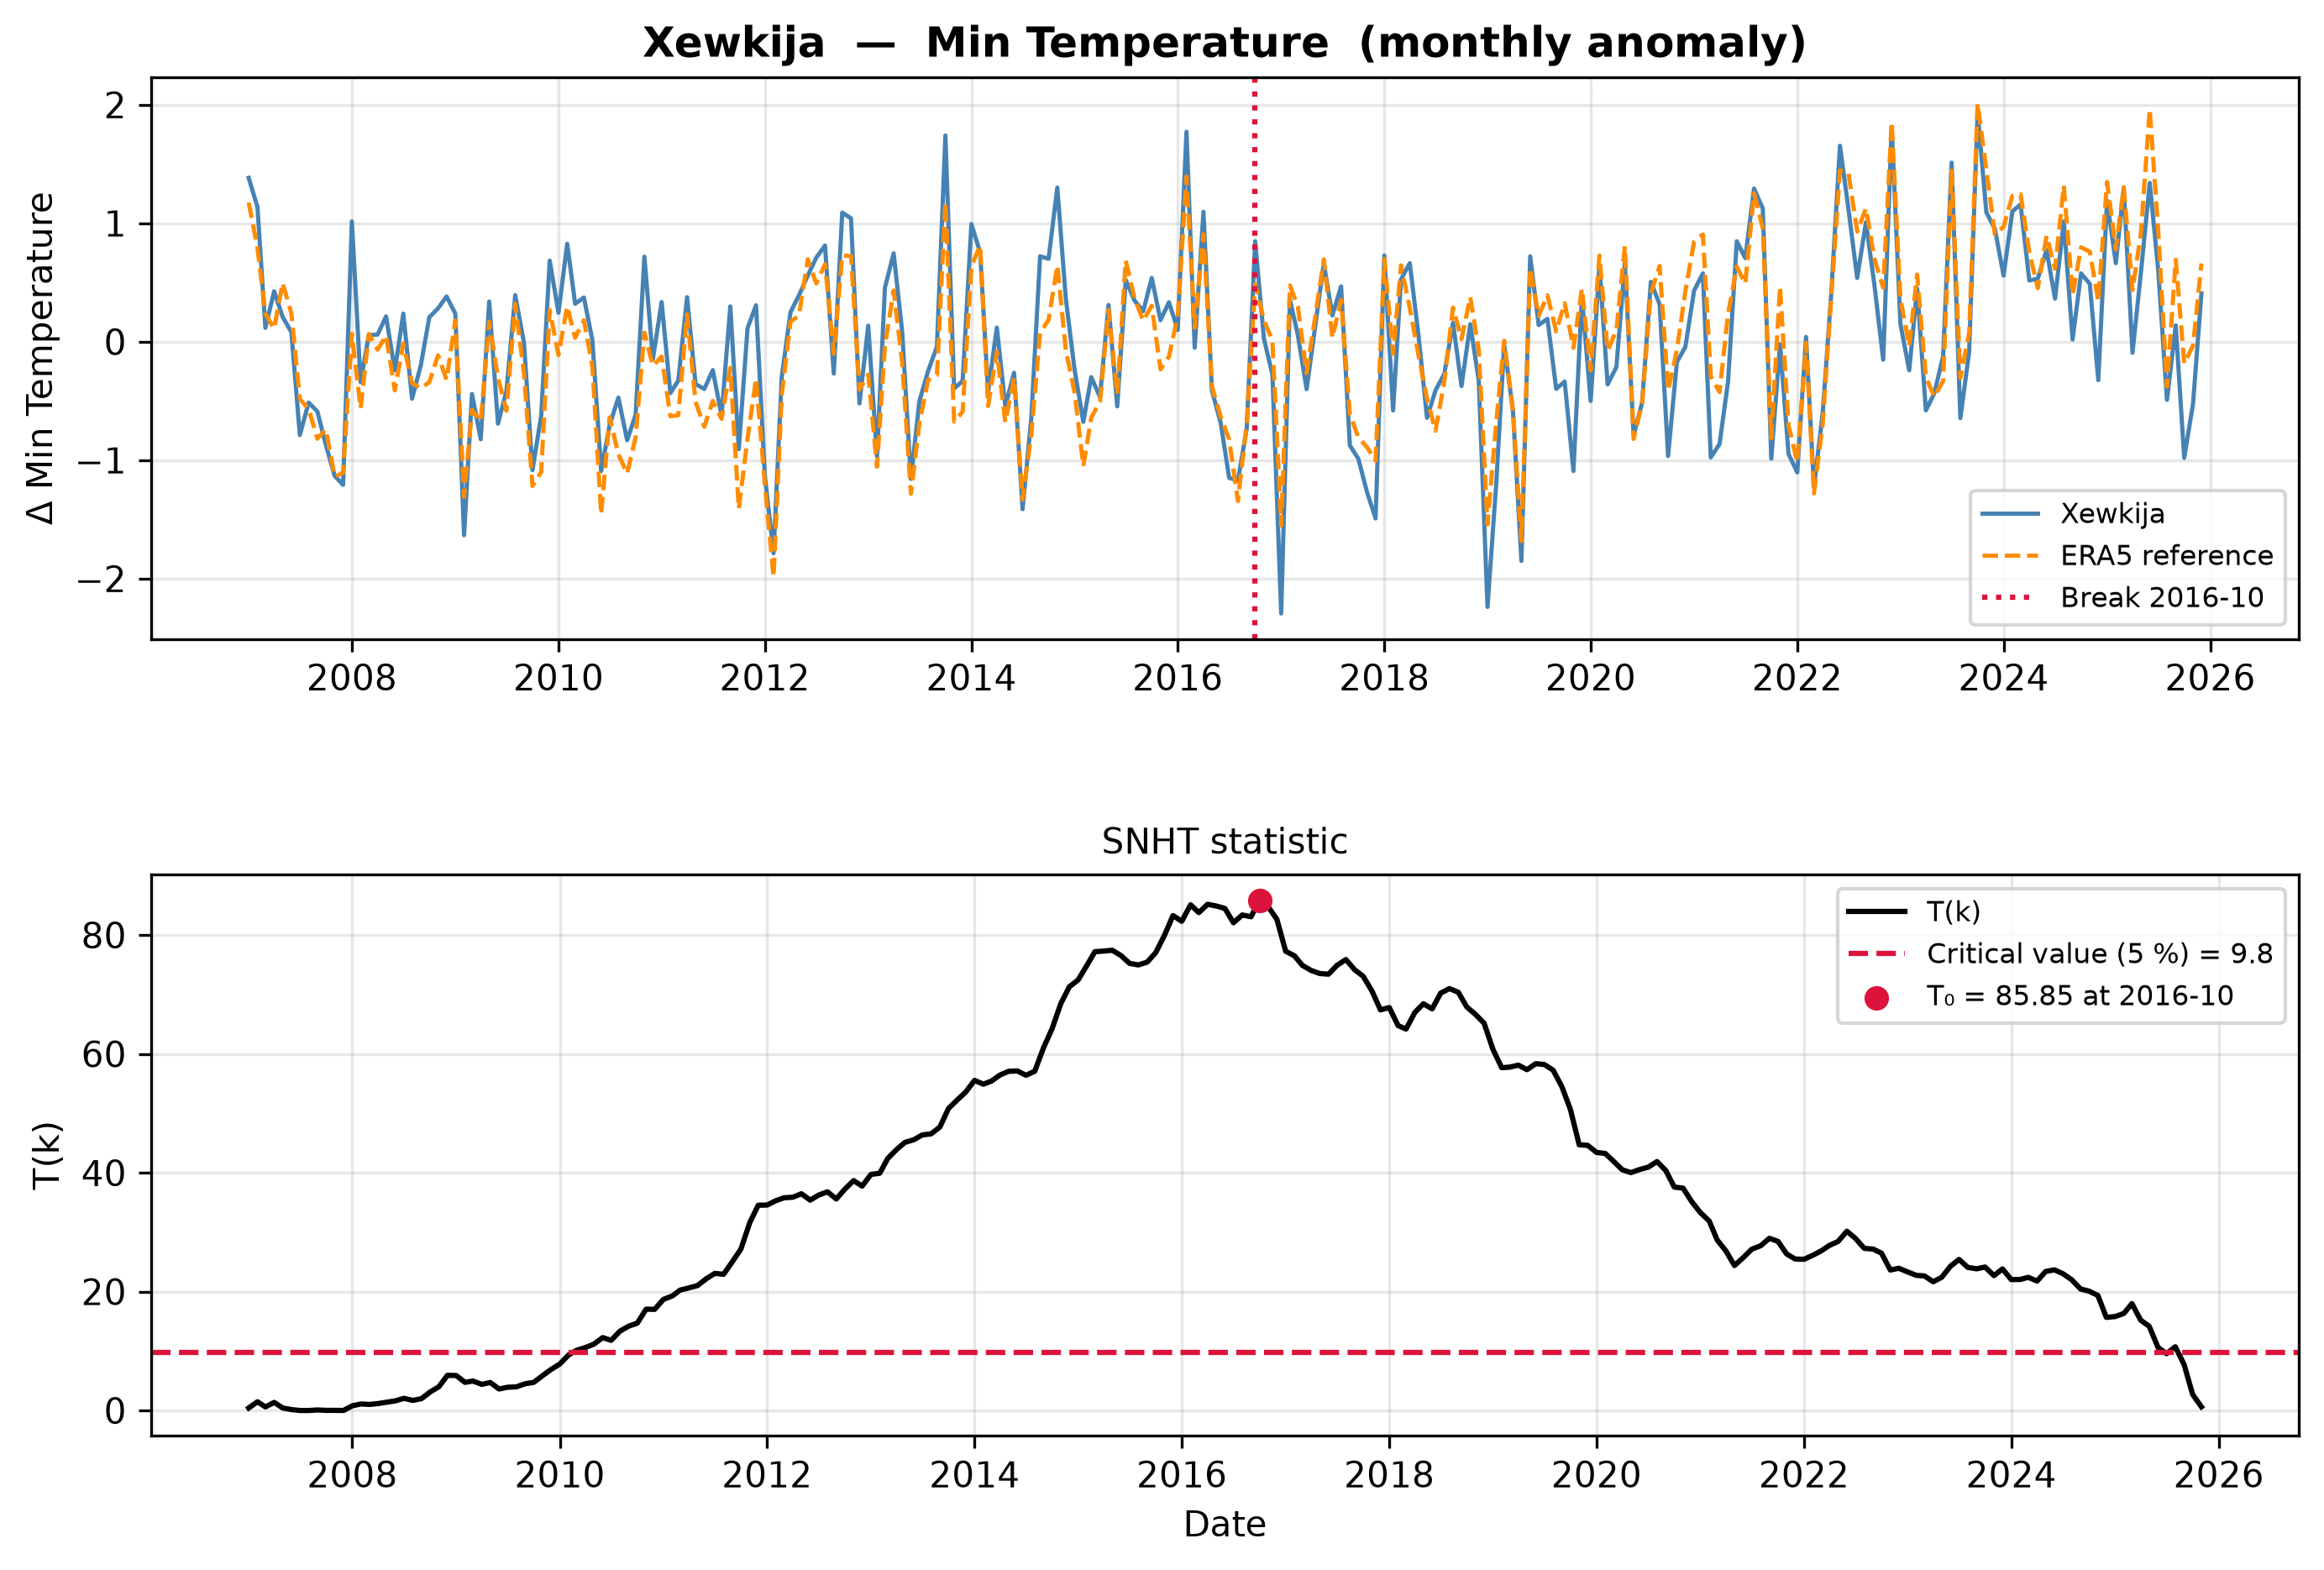 Xewkija — Min Temperature (monthly anomaly)
Δ Min Temperature
2
1
0
−1
−2
2008 2010 2012 2014 2016 2018 2020 2022 2024 2026
Xewkija
ERA5 reference
Break 2016-10
SNHT statistic
T(k)
80
60
40
20
0
T(k)
Critical value (5 %) = 9.8
T₀ = 85.85 at 2016-10
2008 2010 2012 2014 2016 2018 2020 2022 2024 2026
Date